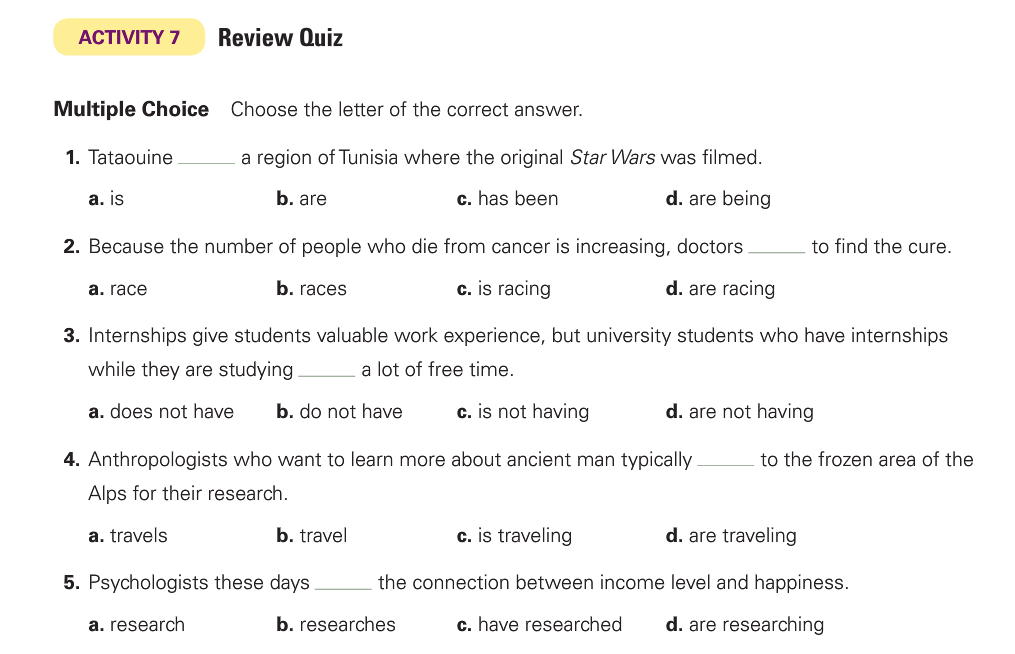 ACTIVITY 7 Review Quiz
Multiple Choice Choose the letter of the correct answer.
1. Tataouine _____ a region of Tunisia where the original Star Wars was filmed.
a. is b. are c. has been d. are being
2. Because the number of people who die from cancer is increasing, doctors _____ to find the cure.
a. race b. races c. is racing d. are racing
3. Internships give students valuable work experience, but university students who have internships
while they are studying _____ a lot of free time.
a. does not have b. do not have c. is not having d. are not having
4. Anthropologists who want to learn more about ancient man typically _____ to the frozen area of the
Alps for their research.
a. travels b. travel c. is traveling d. are traveling
5. Psychologists these days _____ the connection between income level and happiness.
a. research b. researches c. have researched d. are researching